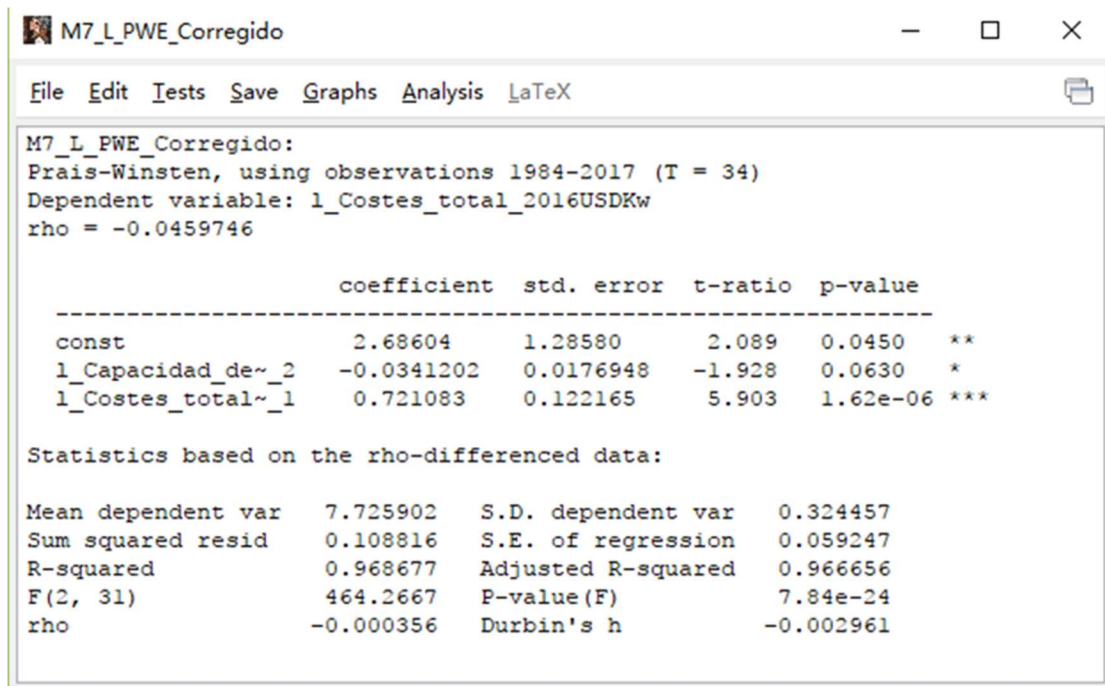 M7_L_PWE_Corregido
File Edit Tests Save Graphs Analysis LaTeX
M7_L_PWE_Corregido:
Prais-Winsten, using observations 1984-2017 (T = 34)
Dependent variable: l_Costes_total_2016USDKw
rho = -0.0459746
coefficient std. error t-ratio p-value
---------------------------------------------------------------
const 2.68604 1.28580 2.089 0.0450 **
l_Capacidad_de~_2 -0.0341202 0.0176948 -1.928 0.0630 *
l_Costes_total~_1 0.721083 0.122165 5.903 1.62e-06 ***
Statistics based on the rho-differenced data:
Mean dependent var 7.725902 S.D. dependent var 0.324457
Sum squared resid 0.108816 S.E. of regression 0.059247
R-squared 0.968677 Adjusted R-squared 0.966656
F(2, 31) 464.2667 P-value(F) 7.84e-24
rho -0.000356 Durbin's h -0.002961